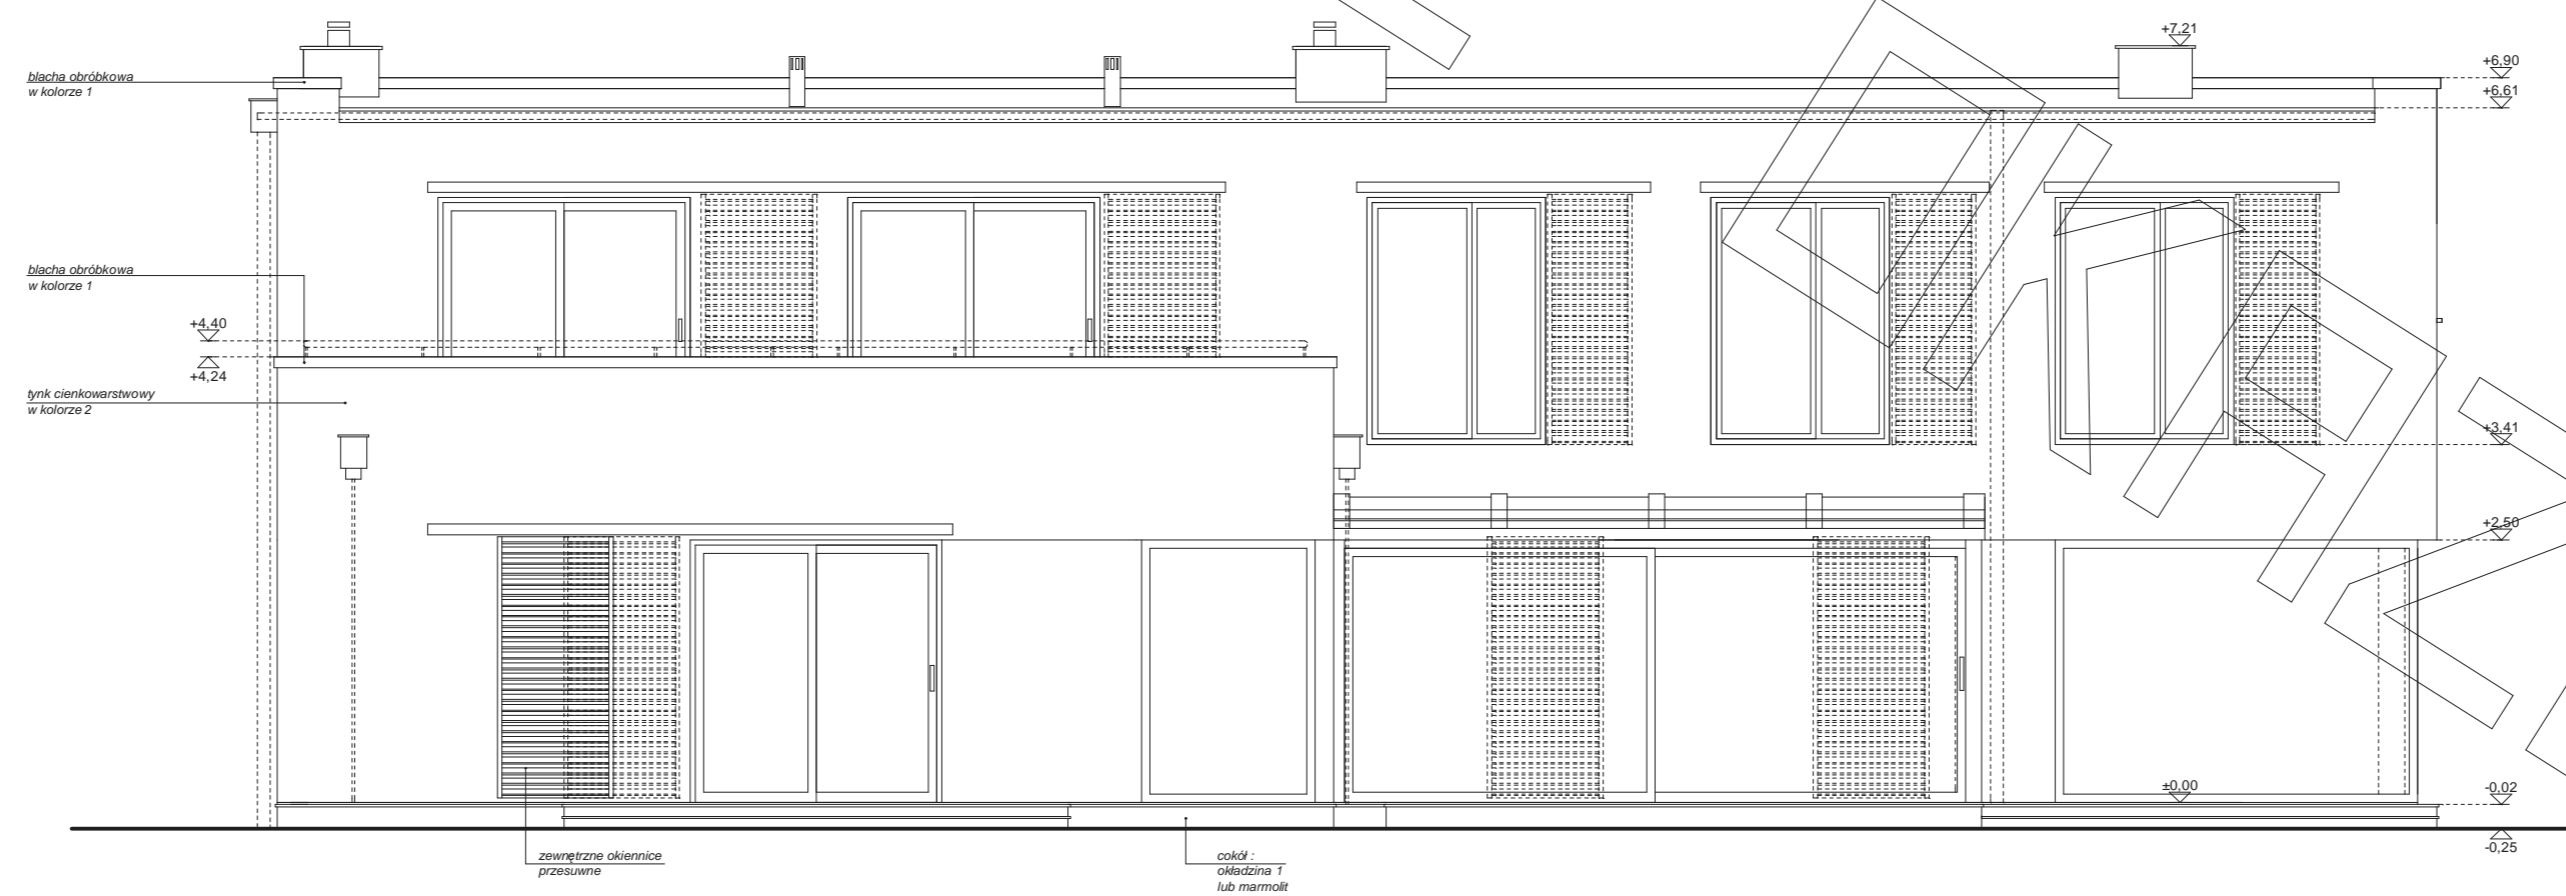 +7,21
+6,90
+6,61
blacha obróbkowa
w kolorze 1
blacha obróbkowa
w kolorze 1
+4,40
+4,24
tynk cienkowarstwowy
w kolorze 2
+3,41
+2,50
±0,00
-0,02
-0,25
zewnętrzne okiennice
przesuwne
cokół :
okładzina 1
lub marmolit